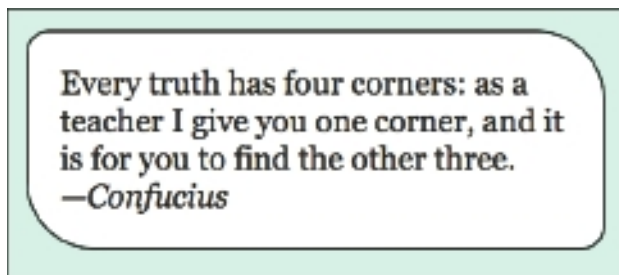 Every truth has four corners: as a
teacher I give you one corner, and it
is for you to find the other three.
—Confucius